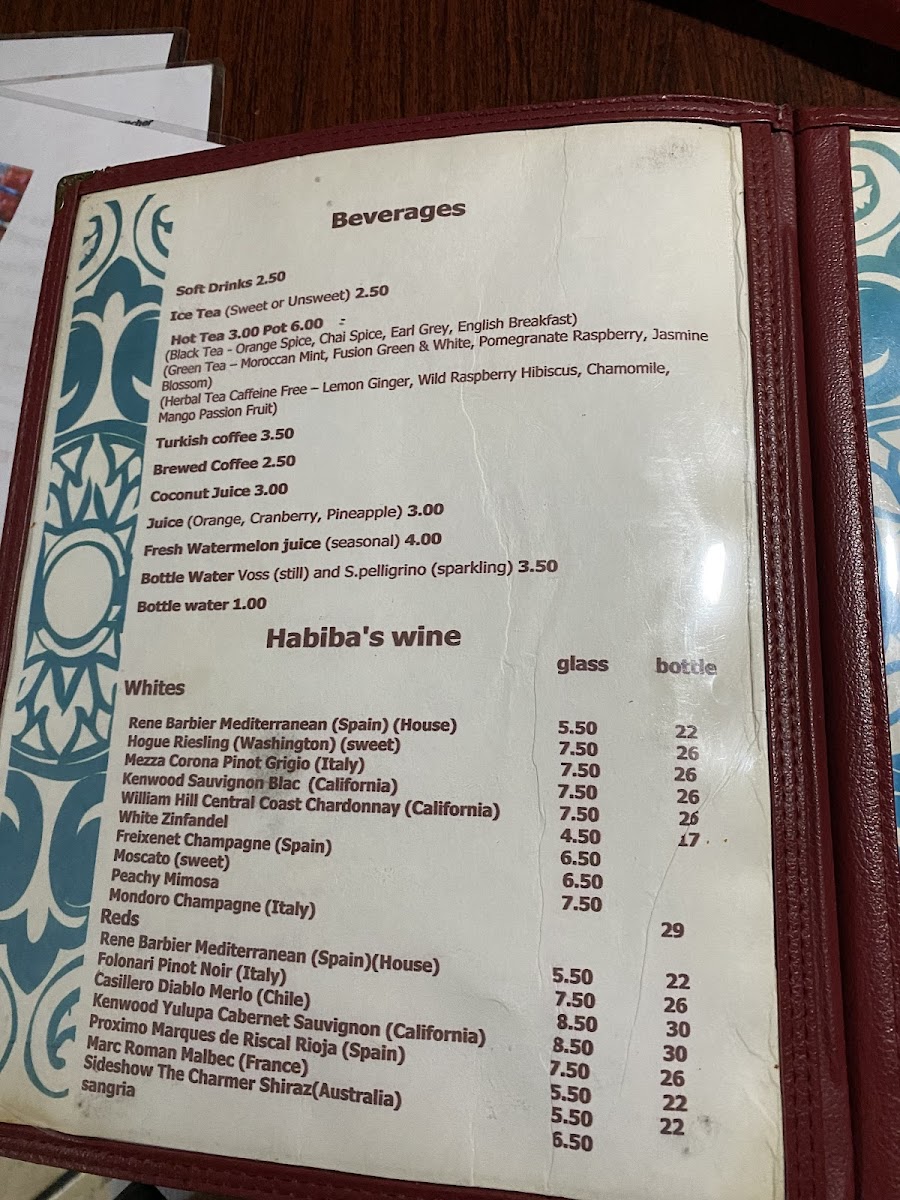 Beverages
Soft Drinks 2.50
Ice Tea (Sweet or Unsweet) 2.50
Hot Tea 3.00 Pot 6.00
(Black Tea - Orange Spice, Chai Spice, Earl Grey, English Breakfast)
(Green Tea – Moroccan Mint, Fusion Green & White, Pomegranate Raspberry, Jasmine
Blossom)
(Herbal Tea Caffeine Free – Lemon Ginger, Wild Raspberry Hibiscus, Chamomile,
Mango Passion Fruit)
Turkish coffee 3.50
Brewed Coffee 2.50
Coconut Juice 3.00
Juice (Orange, Cranberry, Pineapple) 3.00
Fresh Watermelon juice (seasonal) 4.00
Bottle Water Voss (still) and S.pelligrino (sparkling) 3.50
Bottle water 1.00
Habiba's wine
glass bottle
Whites
Rene Barbier Mediterranean (Spain) (House) 5.50 22
Hogue Riesling (Washington) (sweet) 7.50 26
Mezza Corona Pinot Grigio (Italy) 7.50 26
Kenwood Sauvignon Blac (California) 7.50 26
William Hill Central Coast Chardonnay (California) 7.50 26
White Zinfandel 4.50 17
Freixenet Champagne (Spain) 6.50
Moscato (sweet) 6.50
Peachy Mimosa 7.50
Mondoro Champagne (Italy) 29
Reds
Rene Barbier Mediterranean (Spain)(House) 5.50 22
Folonari Pinot Noir (Italy) 7.50 26
Casillero Diablo Merlo (Chile) 8.50 30
Kenwood Yulupa Cabernet Sauvignon (California) 8.50 30
Proximo Marques de Riscal Rioja (Spain) 7.50 26
Marc Roman Malbec (France) 5.50 22
Sideshow The Charmer Shiraz(Australia) 5.50 22
sangria 6.50